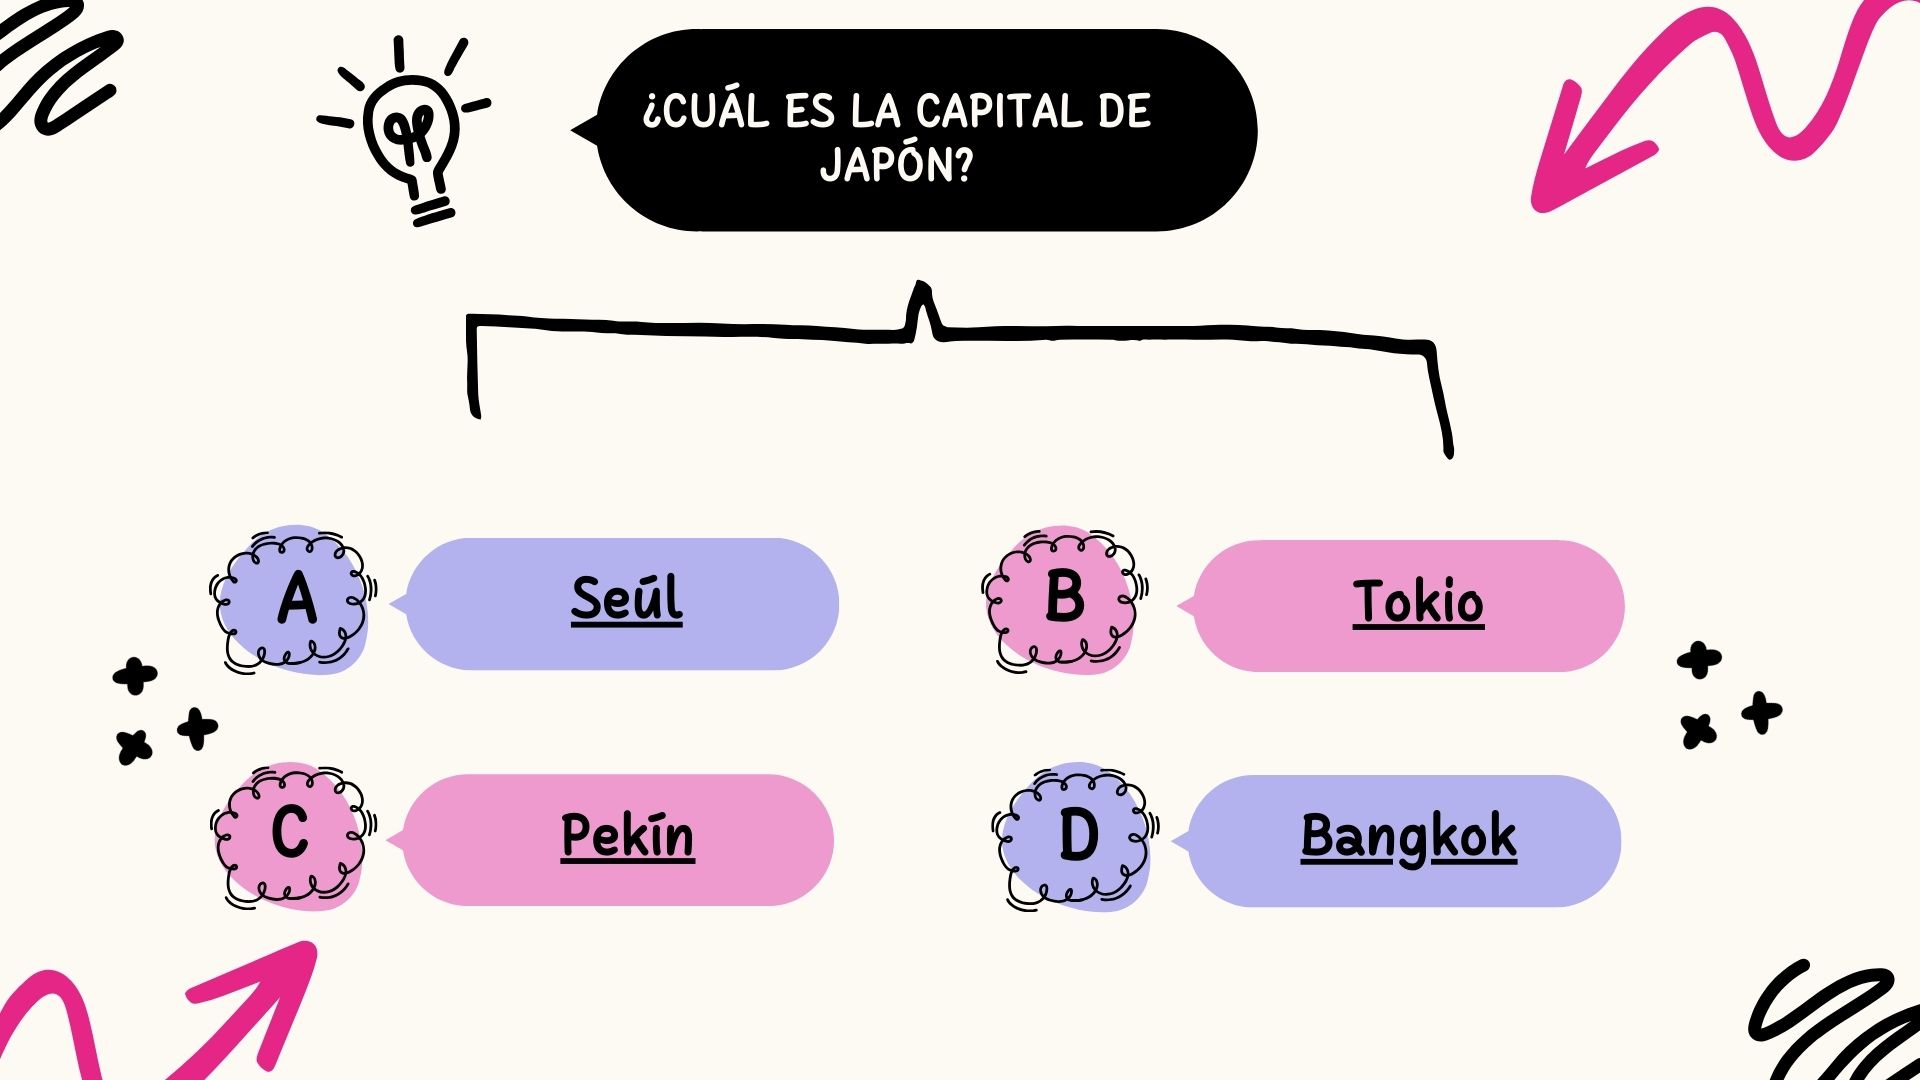 ¿CUÁL ES LA CAPITAL DE
JAPÓN?
A
Seúl
B
Tokio
C
Pekín
D
Bangkok